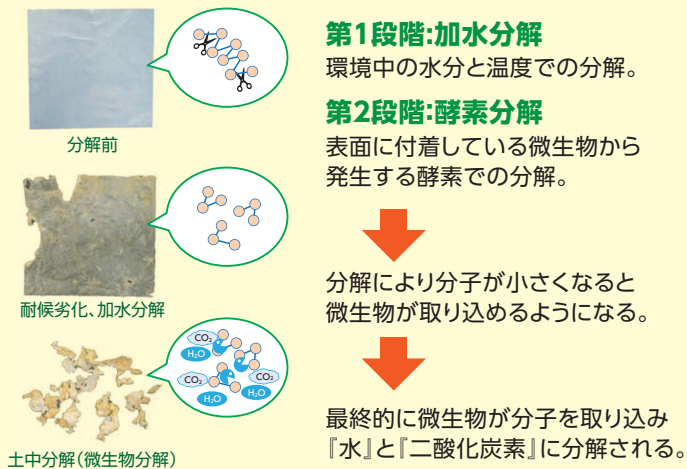 分解前
耐候劣化、加水分解
CO₂
H₂O
CO₂
CO₂
H₂O
H₂O
土中分解(微生物分解)
第1段階:加水分解
環境中の水分と温度での分解。
第2段階:酵素分解
表面に付着している微生物から
発生する酵素での分解。
分解により分子が小さくなると
微生物が取り込めるようになる。
最終的に微生物が分子を取り込み
『水』と『二酸化炭素』に分解される。